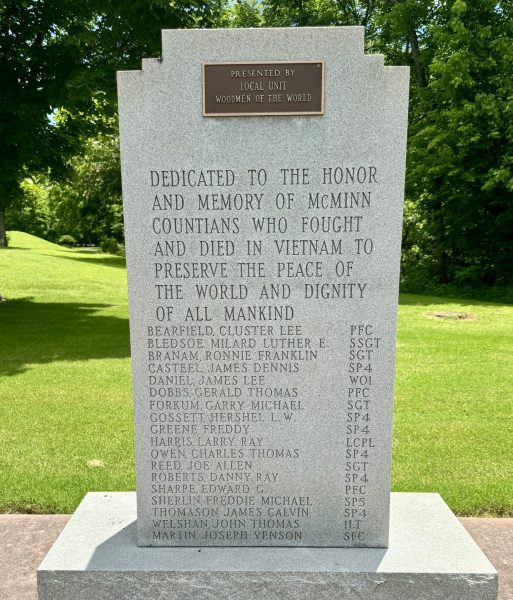 PRESENTED BY
LOCAL UNIT
WOODMEN OF THE WORLD
DEDICATED TO THE HONOR
AND MEMORY OF McMINN
COUNTIANS WHO FOUGHT
AND DIED IN VIETNAM TO
PRESERVE THE PEACE OF
THE WORLD AND DIGNITY
OF ALL MANKIND
BEARFIELD, CLUSTER LEE PFC
BLEDSOE, MILARD LUTHER E. SSGT
BRANAM, RONNIE FRANKLIN SGT
CASTEEL, JAMES DENNIS SP4
DANIEL, JAMES LEE WO1
DOBBS, GERALD THOMAS PFC
FORKUM, GARRY MICHAEL SGT
GOSSETT, HERSHEL L.W. SP4
GREENE, FREDDY SP4
HARRIS, LARRY RAY LCPL
OWEN, CHARLES THOMAS SP4
REED, JOE ALLEN SGT
ROBERTS, DANNY RAY SP4
SHARPE, EDWARD G. PFC
SHERLIN, FREDDIE MICHAEL SP5
THOMASON, JAMES CALVIN SP4
WELSHAN, JOHN THOMAS 1LT
MARTIN, JOSEPH VENSON SFC